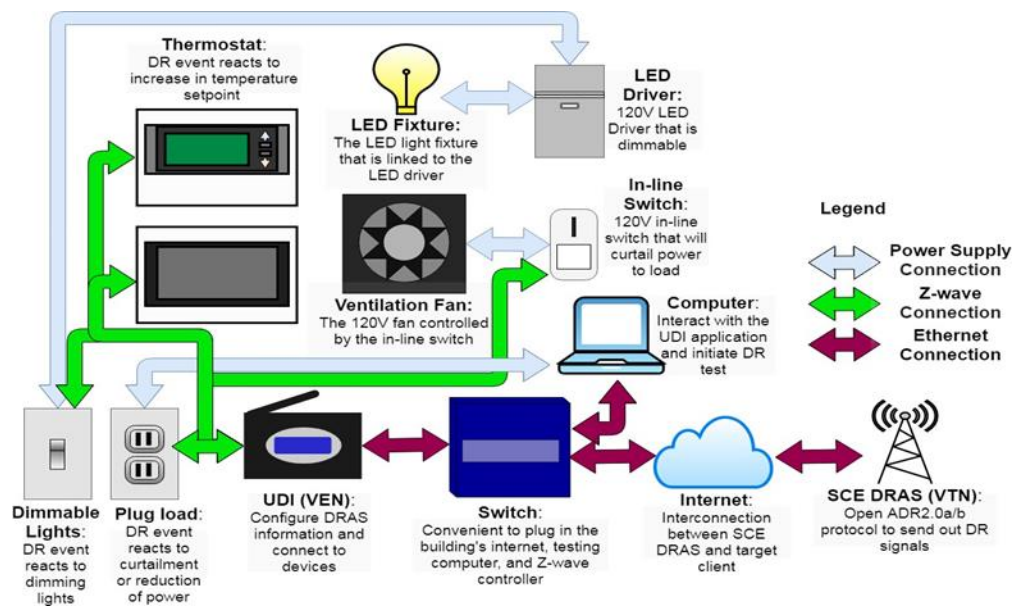 Thermostat:
DR event reacts to
increase in temperature
setpoint
LED Fixture:
The LED light fixture
that is linked to the
LED driver
LED
Driver:
120V LED
Driver that is
dimmable
In-line
Switch:
120V in-line
switch that will
curtail power
to load
Ventilation Fan:
The 120V fan controlled
by the in-line switch
Computer:
Interact with the
UDI application
and initiate DR
test
Legend
Power Supply
Connection
Z-wave
Connection
Ethernet
Connection
Dimmable
Lights:
DR event
reacts to
dimming
lights
Plug load:
DR event
reacts to
curtailment
or reduction
of power
UDI (VEN):
Configure DRAS
information and
connect to
devices
Switch:
Convenient to plug in the
building's internet, testing
computer, and Z-wave
controller
Internet:
Interconnection
between SCE
DRAS and target
client
SCE DRAS (VTN):
Open ADR2.0a/b
protocol to send out DR
signals